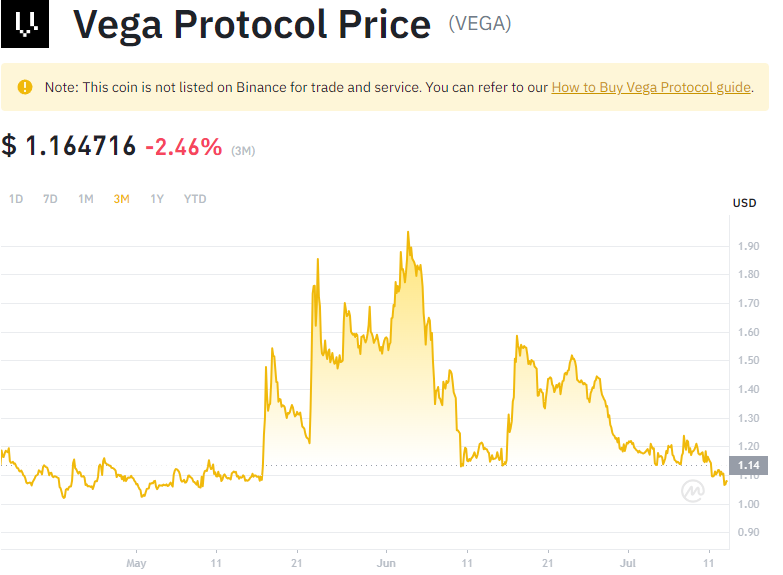 Vega Protocol Price (VEGA)
Note: This coin is not listed on Binance for trade and service. You can refer to our How to Buy Vega Protocol guide.
$ 1.164716 -2.46% (3M)
1D 7D 1M 3M 1Y YTD
USD
1.90
1.80
1.70
1.60
1.50
1.40
1.30
1.20
1.14
1.10
1.00
0.90
May 11 21 Jun 11 21 Jul 11